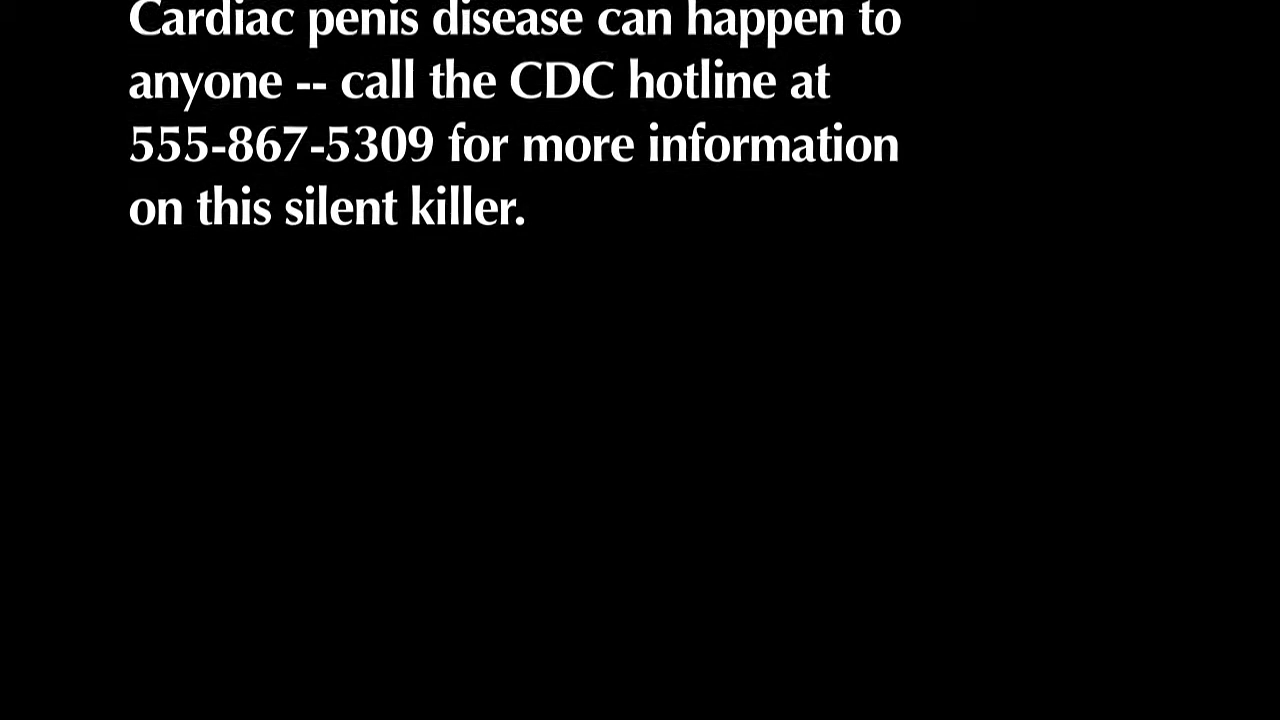 Cardiac penis disease can happen to
anyone -- call the CDC hotline at
555-867-5309 for more information
on this silent killer.